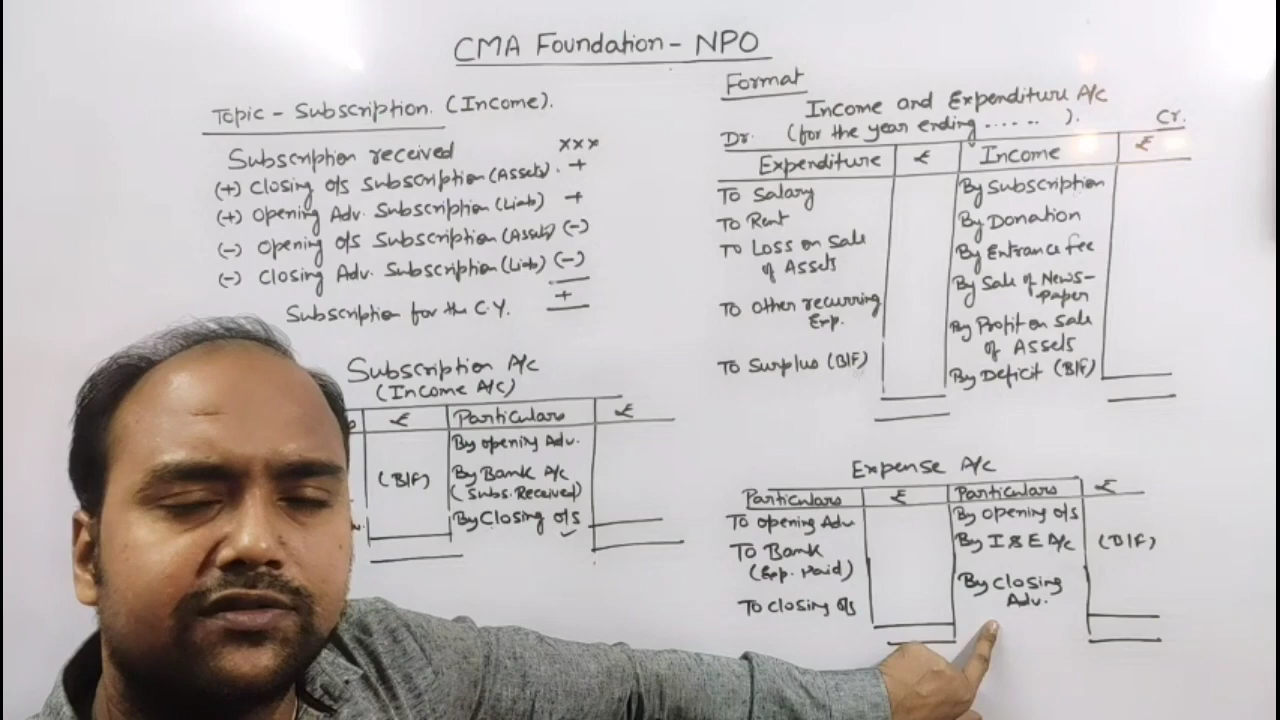 CMA Foundation - NPO
Topic - Subscription. (Income).
Subscription received xxx
(+) Closing o/s Subscription (Assets). +
(+) Opening Adv. Subscription (Liab) +
(-) Opening o/s Subscription (Assets) (-)
(-) Closing Adv. Subscription (Liab) (-)
Subscription for the C.Y. +
Subscription A/c
(Income A/C)
₹ Particulars ₹
By opening Adv.
(B/F) By Bank A/c
(Subs. Received)
By Closing o/s
Format
Income and Expenditure A/c
Dr. (for the year ending ...... ). Cr.
Expenditure ₹ Income ₹
To Salary By Subscription
To Rent By Donation
To Loss on Sale By Entrance fee
of Assets By Sale of News-
paper
To Other recurring By Profit on Sale
Exp. of Assets
To Surplus (B/F) By Deficit (B/F)
Expense A/c
Particulars ₹ Particulars ₹
To opening Adv By opening o/s
To Bank By I & E A/c (B/F)
(Exp. Paid) By Closing
To closing o/s Adv.